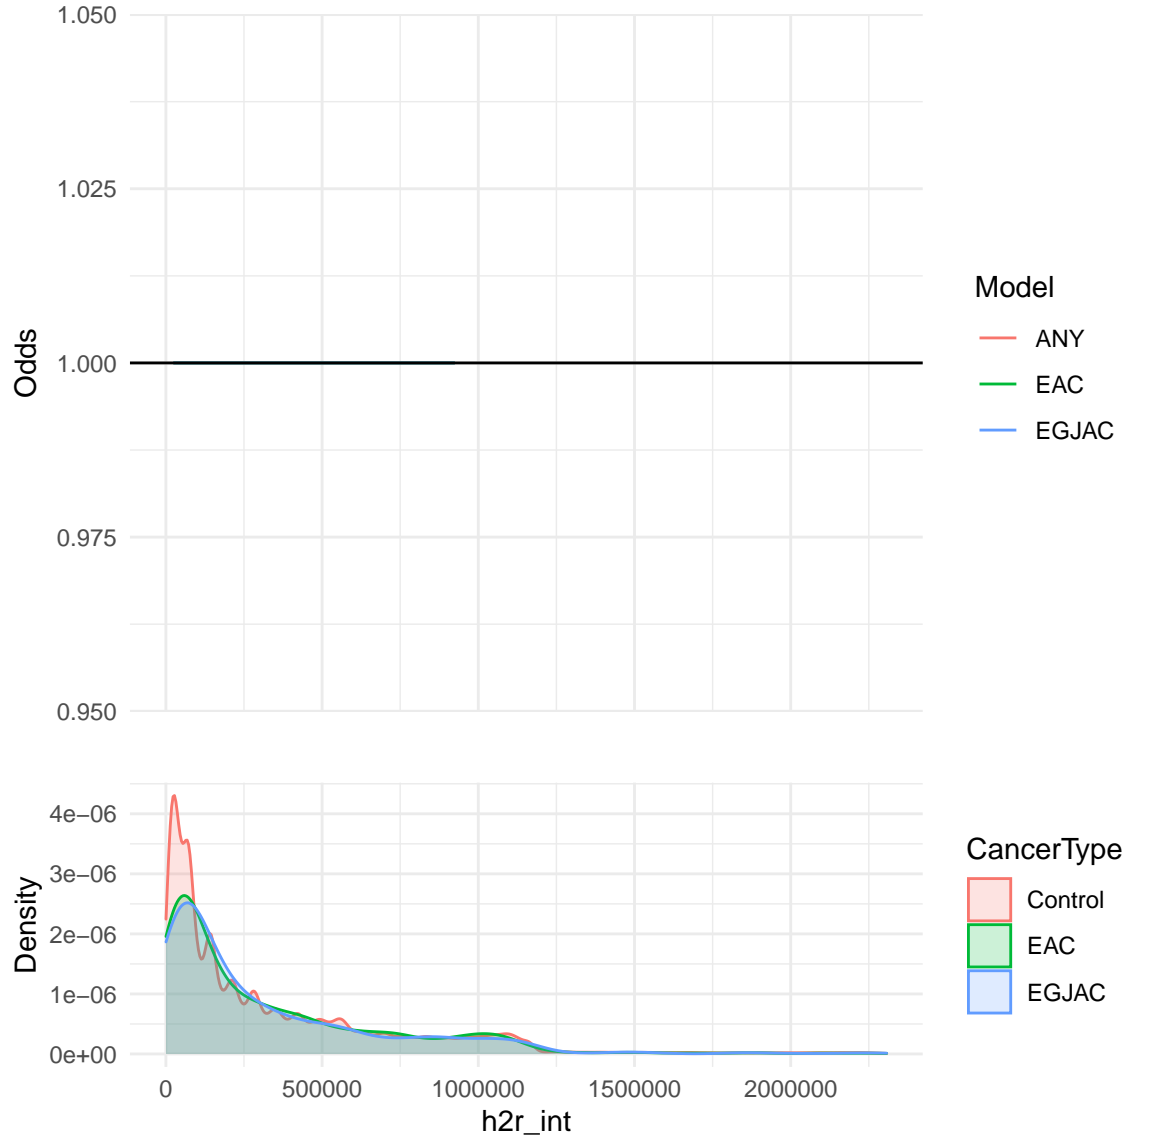 1.050
1.025
1.000
0.975
0.950
Odds
Model
ANY
EAC
EGJAC
4e−06
3e−06
2e−06
1e−06
0e+00
Density
0 500000 1000000 1500000 2000000
h2r_int
CancerType
Control
EAC
EGJAC